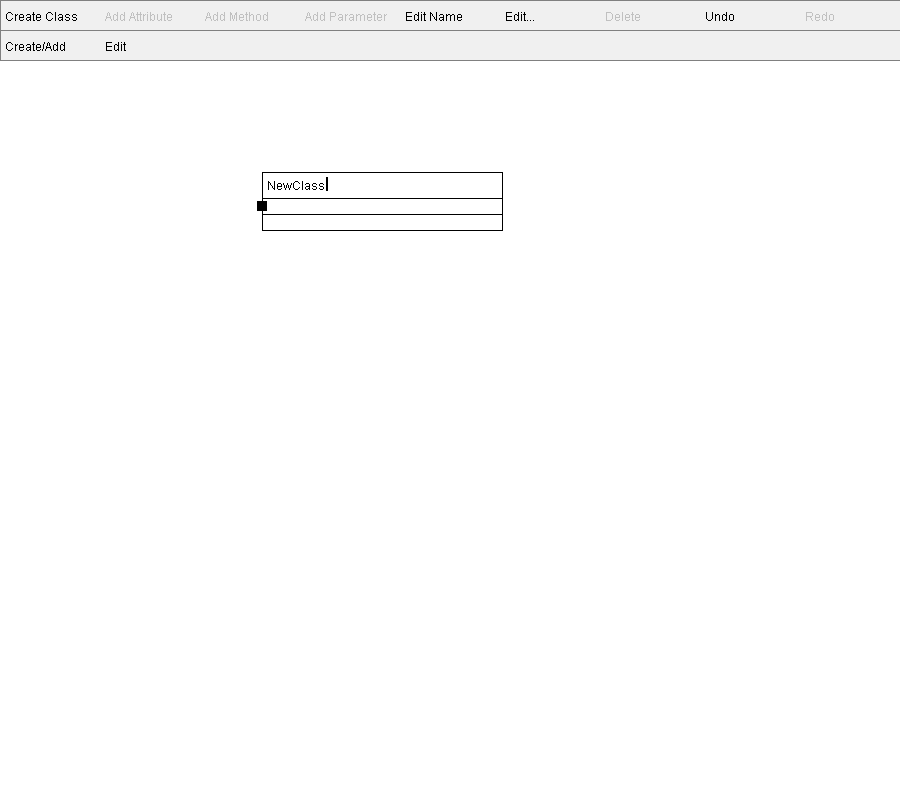 Create Class Add Attribute Add Method Add Parameter Edit Name Edit... Delete Undo Redo
Create/Add Edit
NewClass